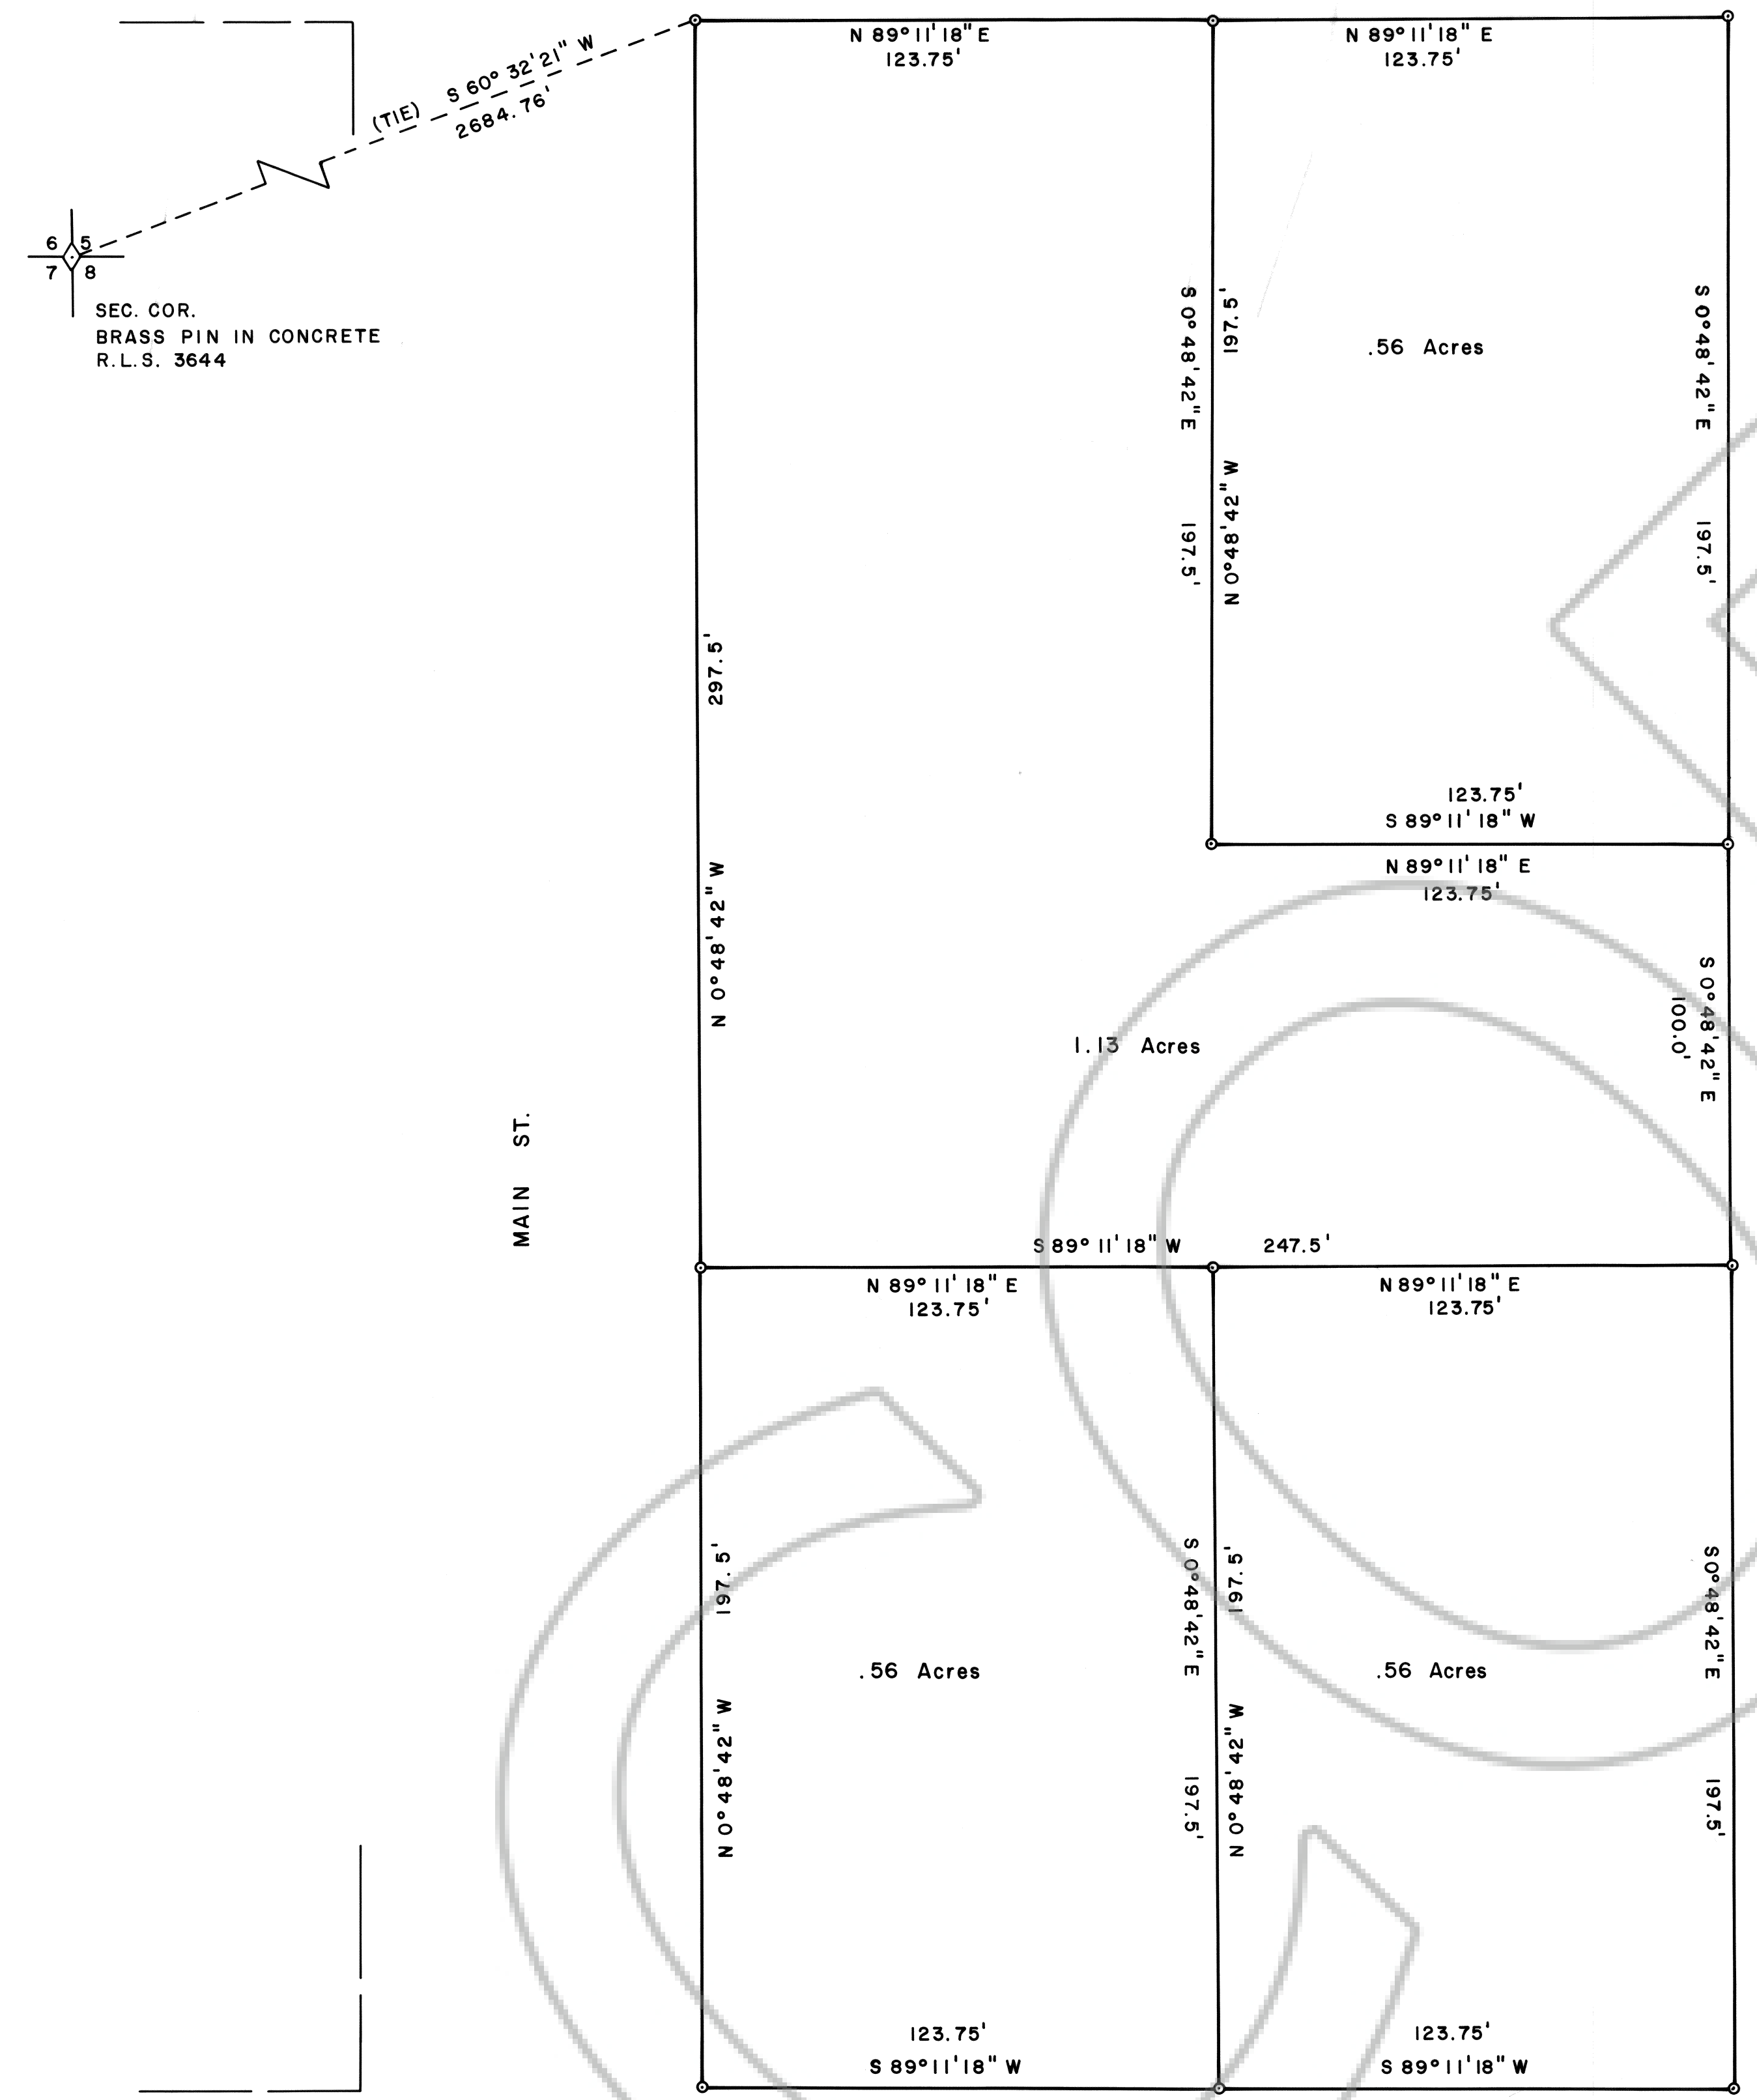 N 89° 11' 18" E
123.75'
N 89° 11' 18" E
123.75'
(TIE) S 60° 32' 21" W
2684.76'
6 5
7 8
SEC. COR.
BRASS PIN IN CONCRETE
R.L.S. 3644
S 0° 48' 42" E 197.5'
N 0° 48' 42" W 197.5'
.56 Acres
S 0° 48' 42" E 197.5'
N 0° 48' 42" W 297.5'
123.75'
S 89° 11' 18" W
N 89° 11' 18" E
123.75'
S 0° 48' 42" E
100.0'
1.13 Acres
MAIN ST.
S 89° 11' 18" W 247.5'
N 89° 11' 18" E
123.75'
N 89° 11' 18" E
123.75'
N 0° 48' 42" W 197.5'
.56 Acres
S 0° 48' 42" E 197.5'
N 0° 48' 42" W 197.5'
.56 Acres
S 0° 48' 42" E 197.5'
123.75'
S 89° 11' 18" W
123.75'
S 89° 11' 18" W